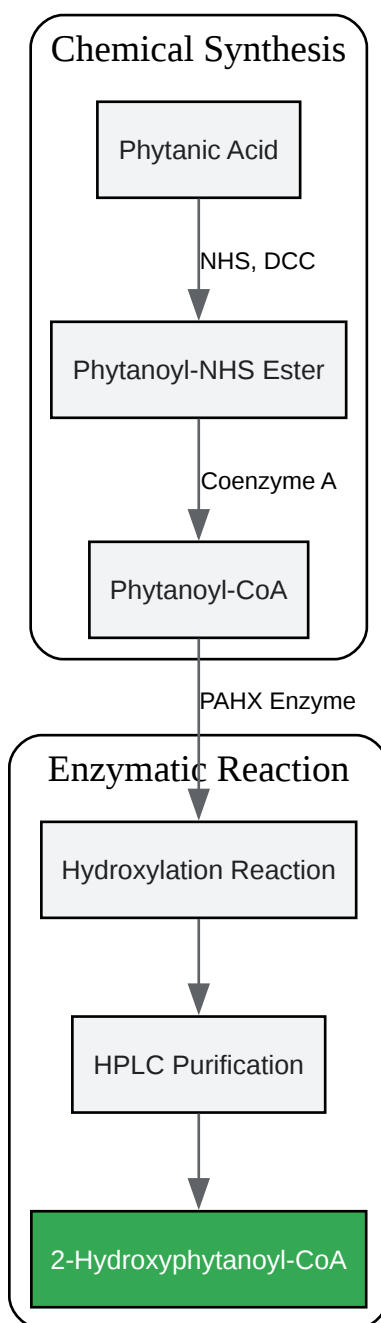 Chemical Synthesis
Phytanic Acid
NHS, DCC
Phytanoyl-NHS Ester
Coenzyme A
Phytanoyl-CoA
PAHX Enzyme
Enzymatic Reaction
Hydroxylation Reaction
HPLC Purification
2-Hydroxyphytanoyl-CoA